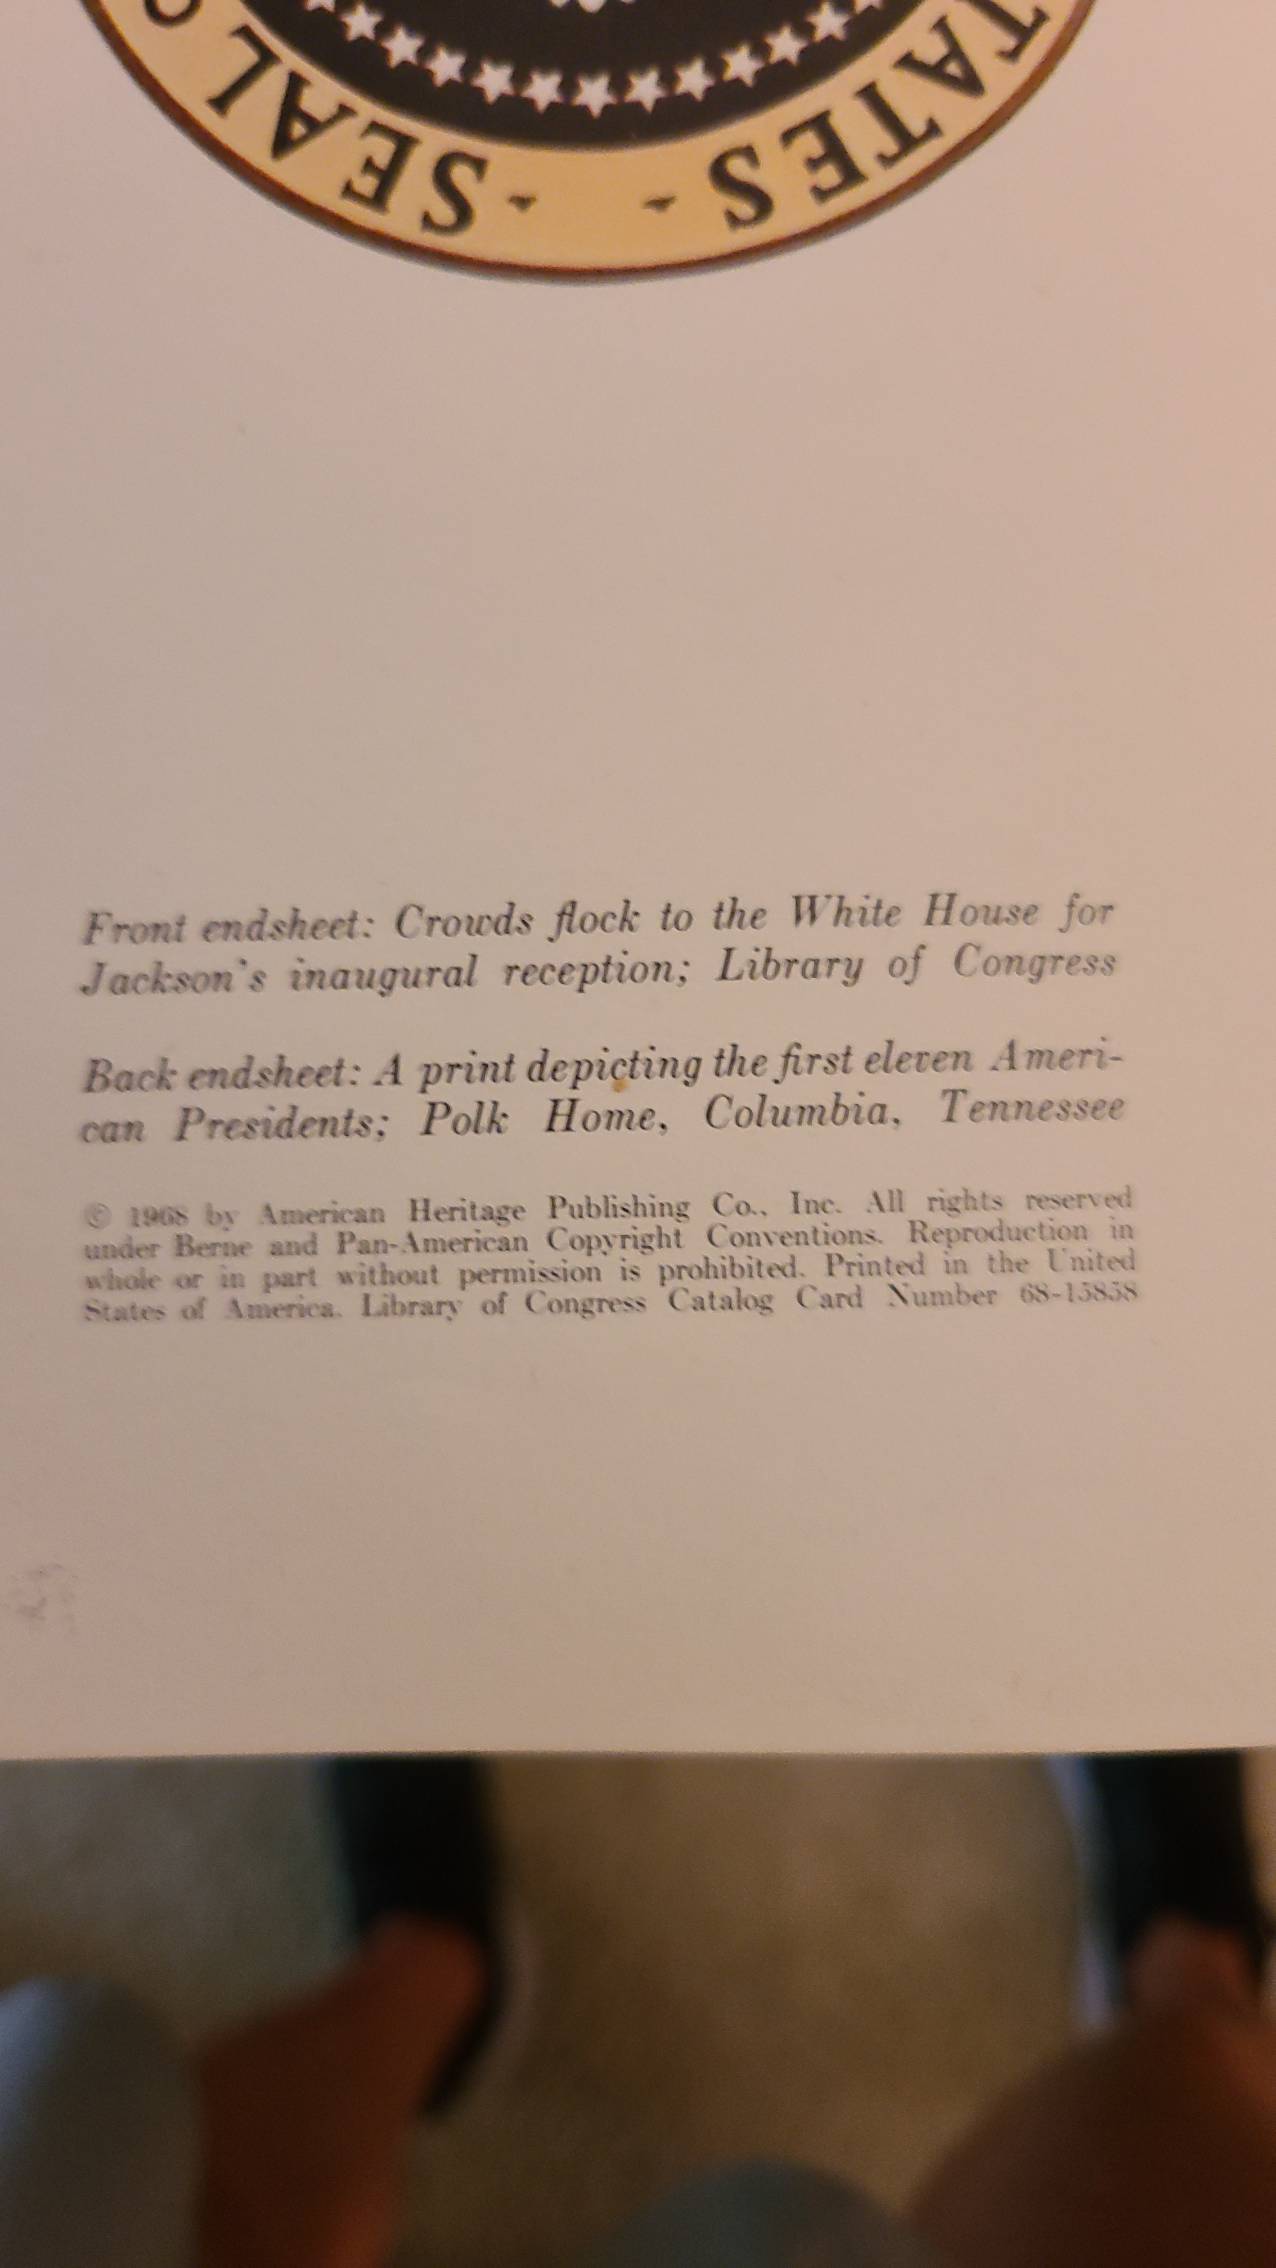 SEAL O
TATES
Front endsheet: Crowds flock to the White House for
Jackson's inaugural reception; Library of Congress
Back endsheet: A print depicting the first eleven Ameri-
can Presidents; Polk Home, Columbia, Tennessee
© 1968 by American Heritage Publishing Co., Inc. All rights reserved
under Berne and Pan-American Copyright Conventions. Reproduction in
whole or in part without permission is prohibited. Printed in the United
States of America. Library of Congress Catalog Card Number 68-15858